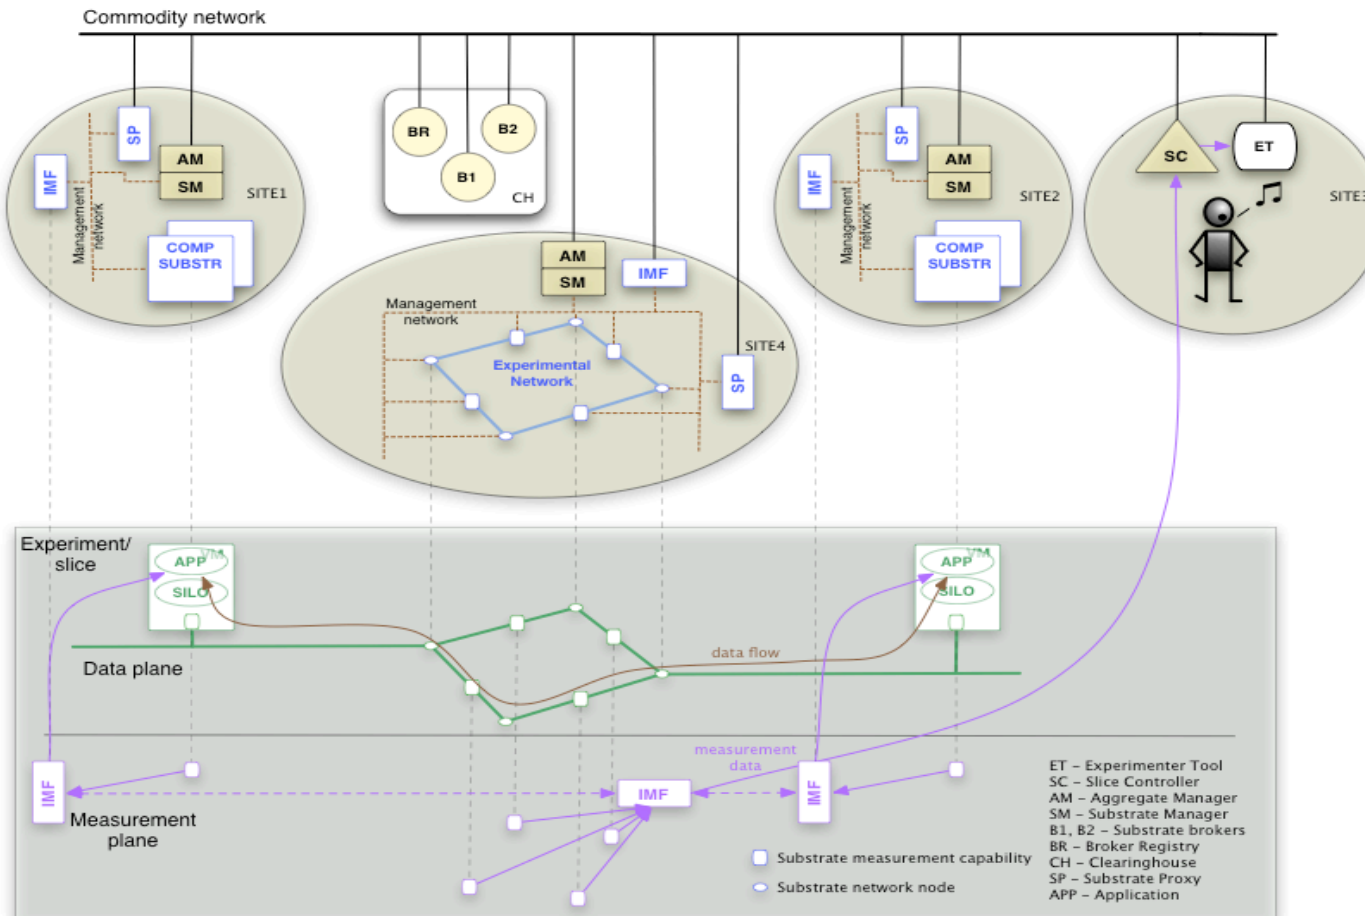 Commodity network
SP
AM
SM
IMF
Management
network
COMP
SUBSTR
SITE1
BR
B2
B1
CH
AM
SM
IMF
Management
network
Experimental
Network
SP
SITE4
SP
AM
SM
IMF
Management
network
COMP
SUBSTR
SITE2
SC
ET
SITE3
Experiment/
slice
VM
APP
SILO
VM
APP
SILO
data flow
Data plane
measurement
data
IMF
IMF
IMF
Measurement
plane
Substrate measurement capability
Substrate network node
ET – Experimenter Tool
SC – Slice Controller
AM – Aggregate Manager
SM – Substrate Manager
B1, B2 – Substrate brokers
BR – Broker Registry
CH – Clearinghouse
SP – Substrate Proxy
APP – Application